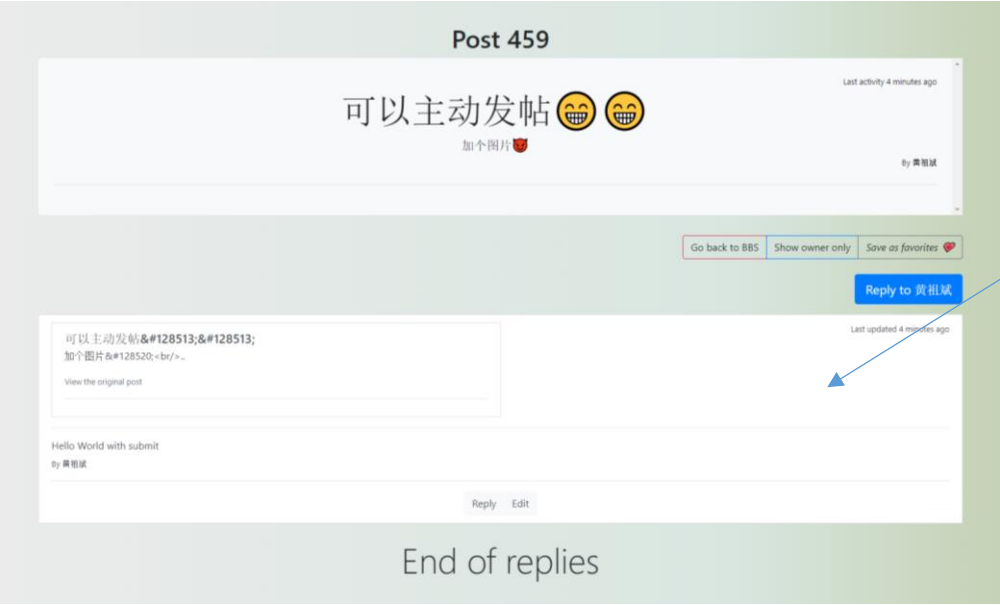 Post 459
Last activity 4 minutes ago
可以主动发帖😁😁
加个图片😈
By 黄祖斌
Go back to BBS
Show owner only
Save as favorites 💞
Reply to 黄祖斌
可以主动发帖&#128513;&#128513;
Last updated 4 minutes ago
加个图片&#128520;<br/>..
View the original post
Hello World with submit
By 黄祖斌
Reply Edit
End of replies